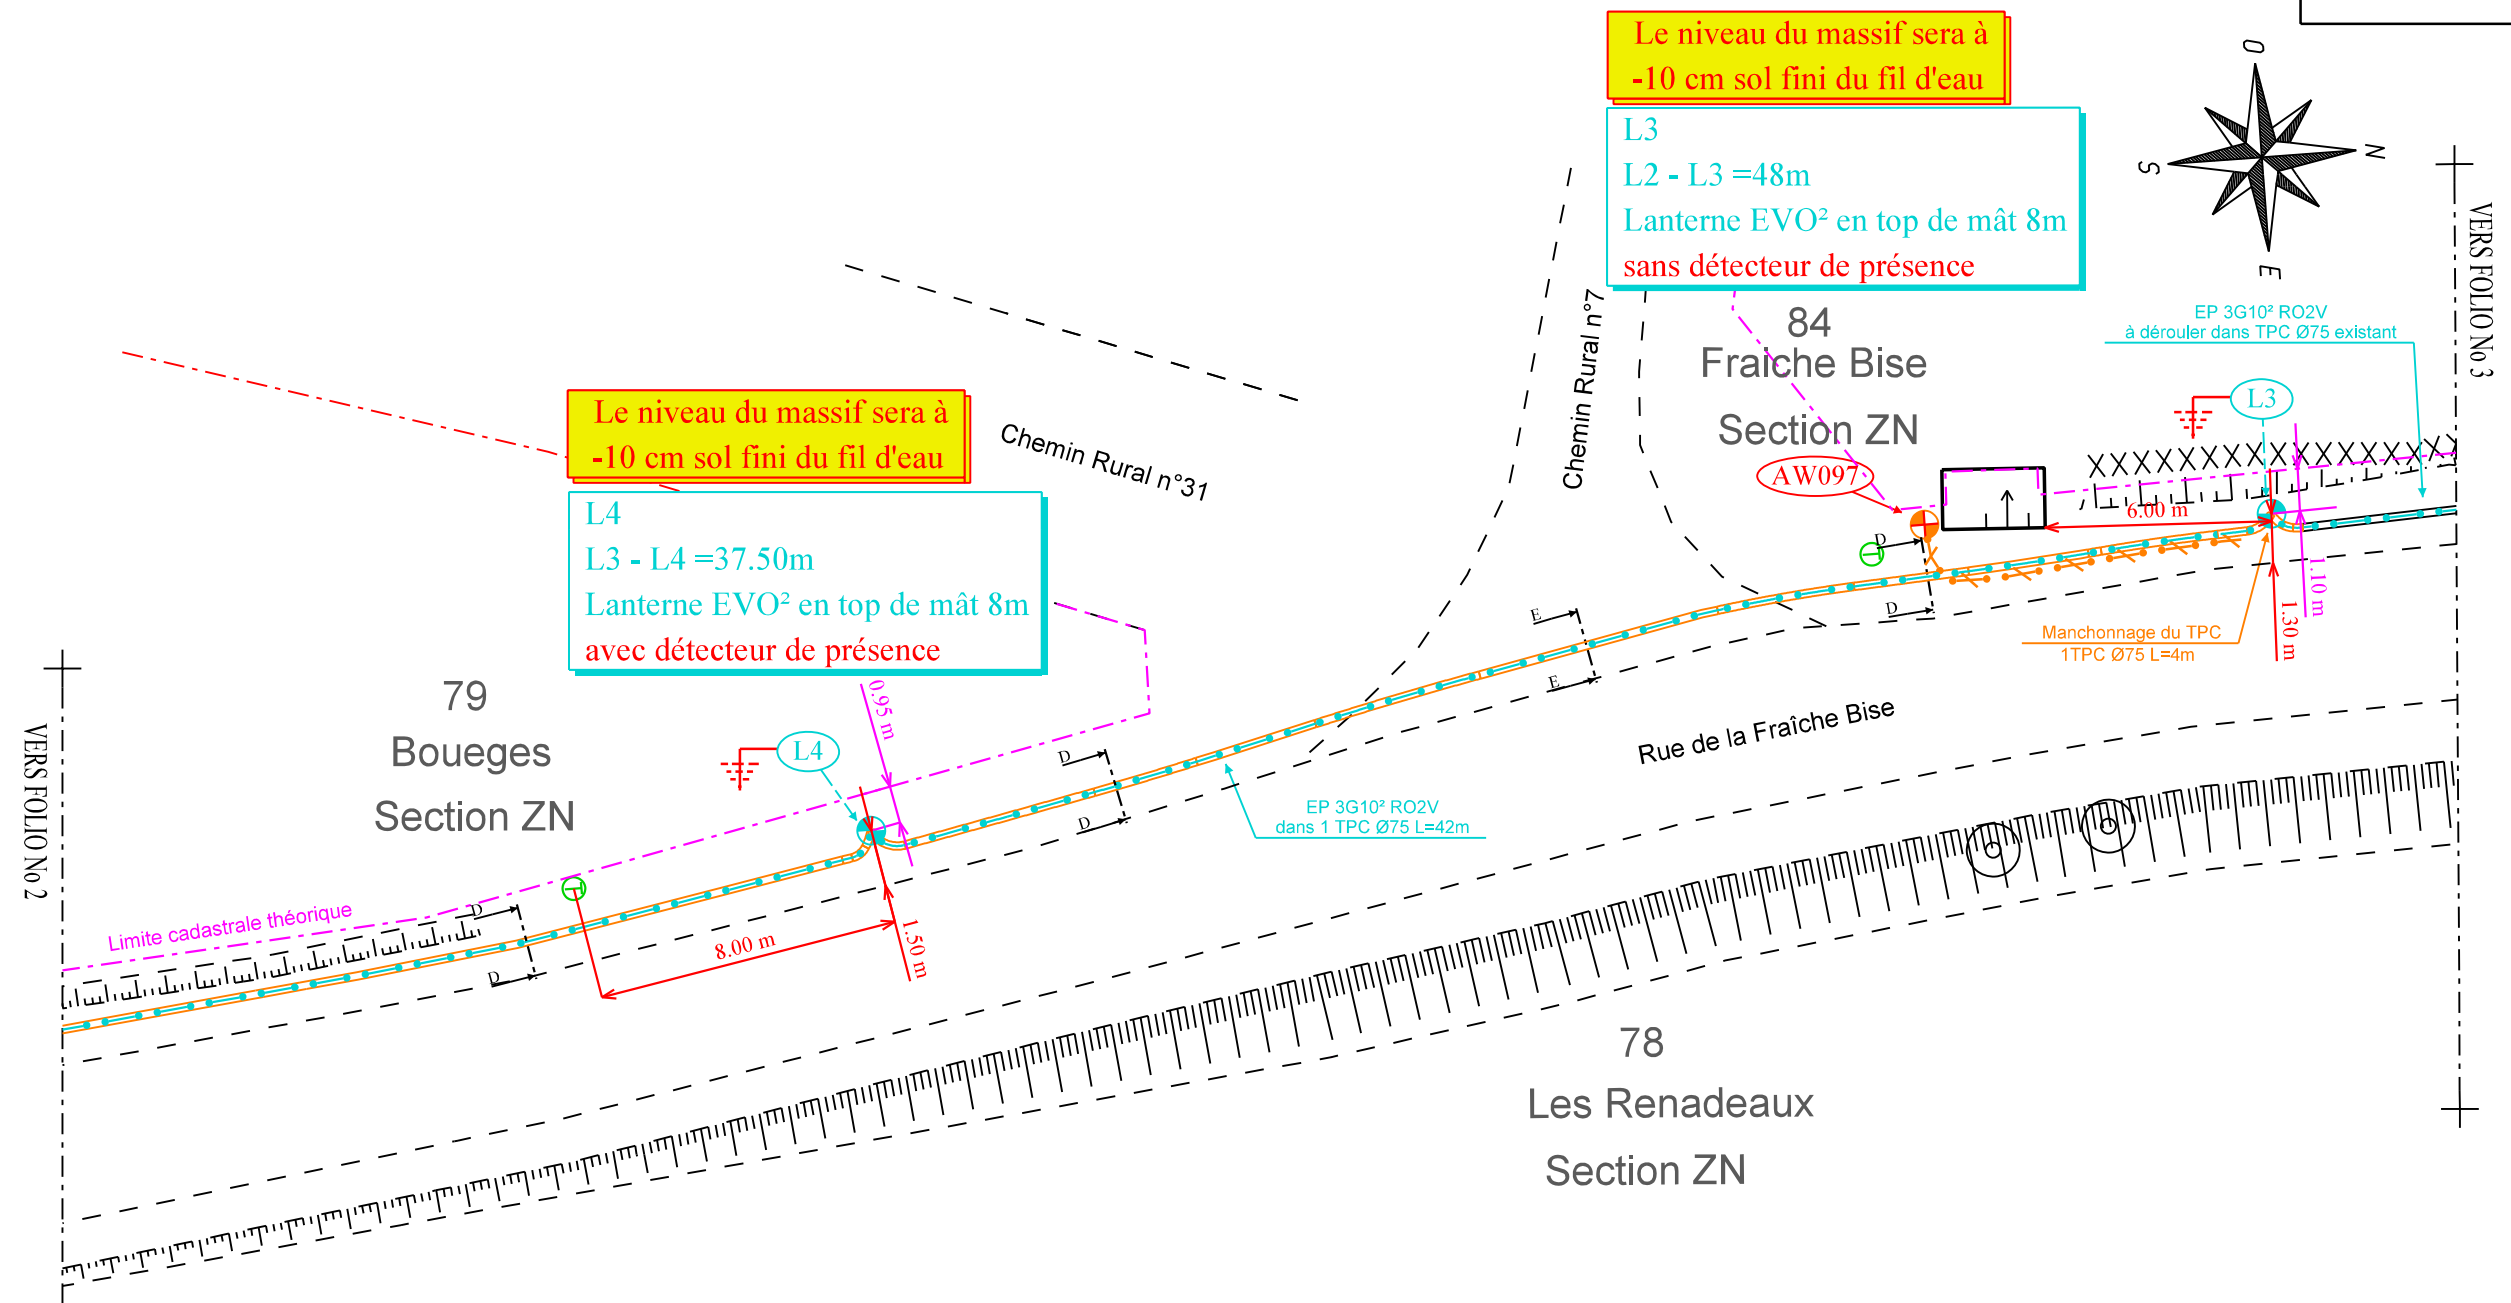 Le niveau du massif sera à
-10 cm sol fini du fil d'eau
L3
L2 - L3 =48m
Lanterne EVO² en top de mât 8m
sans détecteur de présence
O
N
S
E
VERS FOLIO No 3
EP 3G10² RO2V
à dérouler dans TPC Ø75 existant
84
Fraiche Bise
Section ZN
Chemin Rural n°7
L3
AW097
6.00 m
1.10 m
1.30 m
Manchonnage du TPC
1TPC Ø75 L=4m
D
D
E
E
Le niveau du massif sera à
-10 cm sol fini du fil d'eau
Chemin Rural n°31
L4
L3 - L4 =37.50m
Lanterne EVO² en top de mât 8m
avec détecteur de présence
79
Boueges
Section ZN
0.95 m
L4
D
D
Rue de la Fraîche Bise
EP 3G10² RO2V
dans 1 TPC Ø75 L=42m
VERS FOLIO No 2
Limite cadastrale théorique
D
D
8.00 m
1.50 m
78
Les Renadeaux
Section ZN